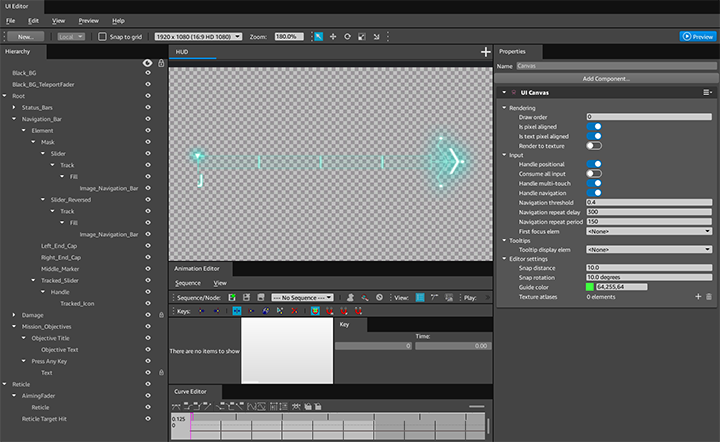 UI Editor
File Edit View Preview Help
New... Local Snap to grid 1920 x 1080 (16:9 HD 1080) Zoom: 180.0% Preview
Hierarchy
Black_BG
Black_BG_TeleportFader
Root
Status_Bars
Navigation_Bar
Element
Mask
Slider
Track
Fill
Image_Navigation_Bar
Slider_Reversed
Track
Fill
Image_Navigation_Bar
Left_End_Cap
Right_End_Cap
Middle_Marker
Tracked_Slider
Handle
Tracked_Icon
Damage
Mission_Objectives
Objective Title
Objective Text
Press Any Key
Text
Reticle
AimingFader
Reticle
Reticle Target Hit
HUD
Animation Editor
Sequence View
Sequence/Node: --- No Sequence --- View: Play:
Keys:
There are no items to show
Key
Time:
0 0.00
Curve Editor
0.125
0
Properties
Name Canvas
Add Component...
UI Canvas
Rendering
Draw order 0
Is pixel aligned
Is text pixel aligned
Render to texture
Input
Handle positional
Consume all input
Handle multi-touch
Handle navigation
Navigation threshold 0.4
Navigation repeat delay 300
Navigation repeat period 150
First focus elem <None>
Tooltips
Tooltip display elem <None>
Editor settings
Snap distance 10.0
Snap rotation 10.0 degrees
Guide color 64,255,64
Texture atlases 0 elements